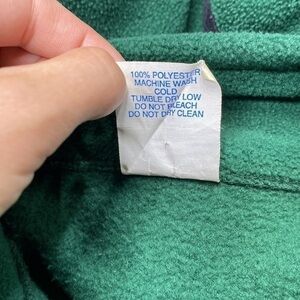 100% POLYESTER
MACHINE WASH
COLD
TUMBLE DRY LOW
DO NOT BLEACH
DO NOT DRY CLEAN